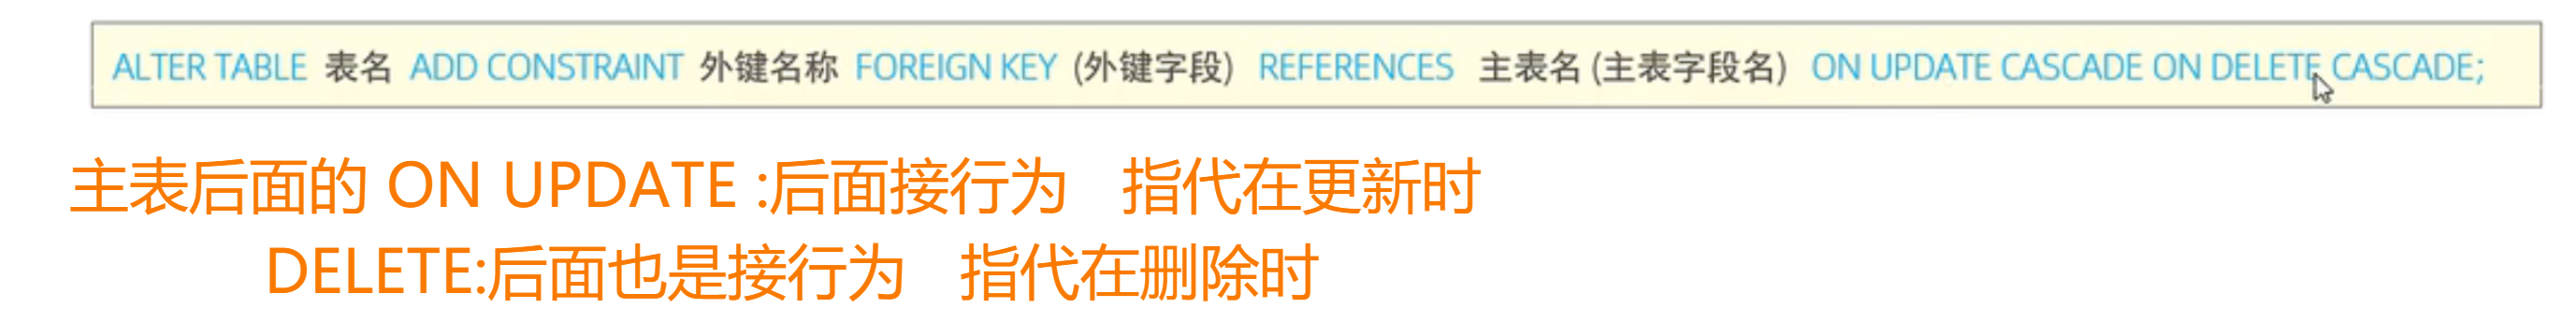 ALTER TABLE 表名 ADD CONSTRAINT 外键名称 FOREIGN KEY (外键字段) REFERENCES 主表名 (主表字段名) ON UPDATE CASCADE ON DELETE CASCADE;
主表后面的 ON UPDATE :后面接行为 指代在更新时
DELETE:后面也是接行为 指代在删除时